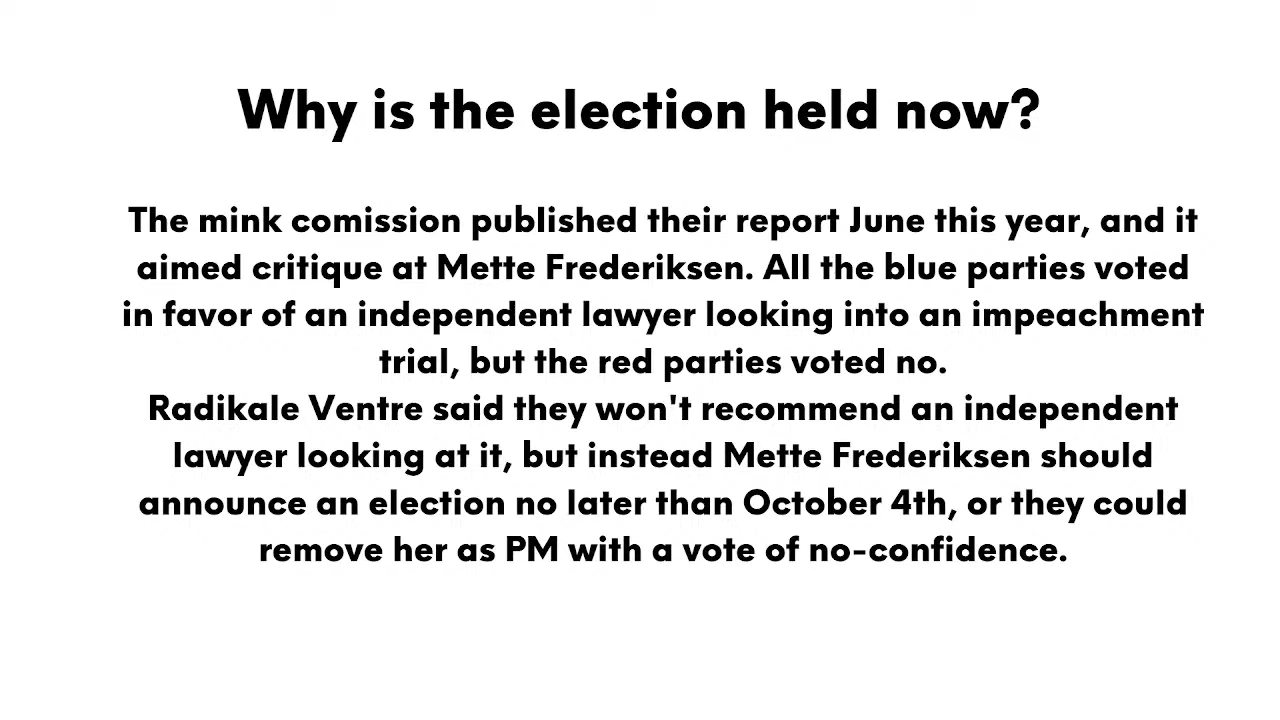 Why is the election held now?
The mink comission published their report June this year, and it
aimed critique at Mette Frederiksen. All the blue parties voted
in favor of an independent lawyer looking into an impeachment
trial, but the red parties voted no.
Radikale Ventre said they won't recommend an independent
lawyer looking at it, but instead Mette Frederiksen should
announce an election no later than October 4th, or they could
remove her as PM with a vote of no-confidence.